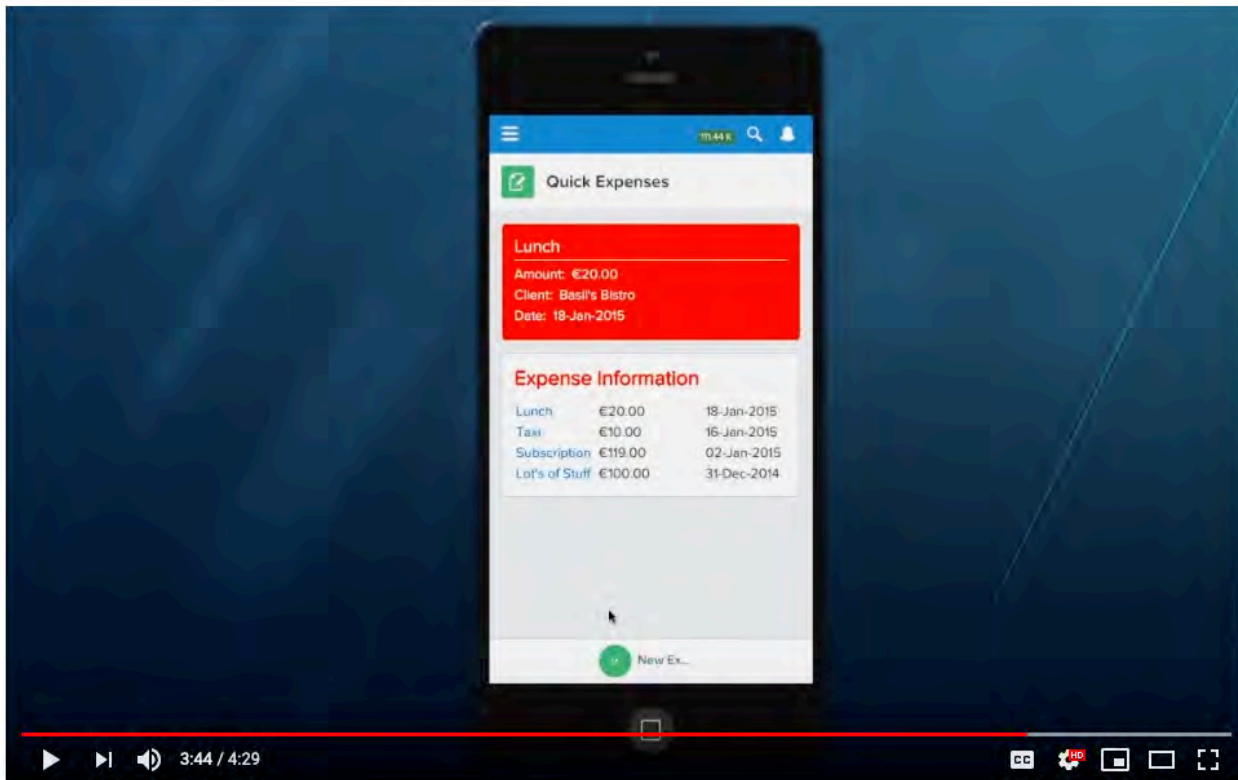 Quick Expenses
Lunch
Amount: €20.00
Client: Basil's Bistro
Date: 18-Jan-2015
Expense Information
Lunch €20.00 18-Jan-2015
Taxi €10.00 16-Jan-2015
Subscription €119.00 02-Jan-2015
Lot's of Stuff €100.00 31-Dec-2014
New Ex...
3:44 / 4:29
CC
HD